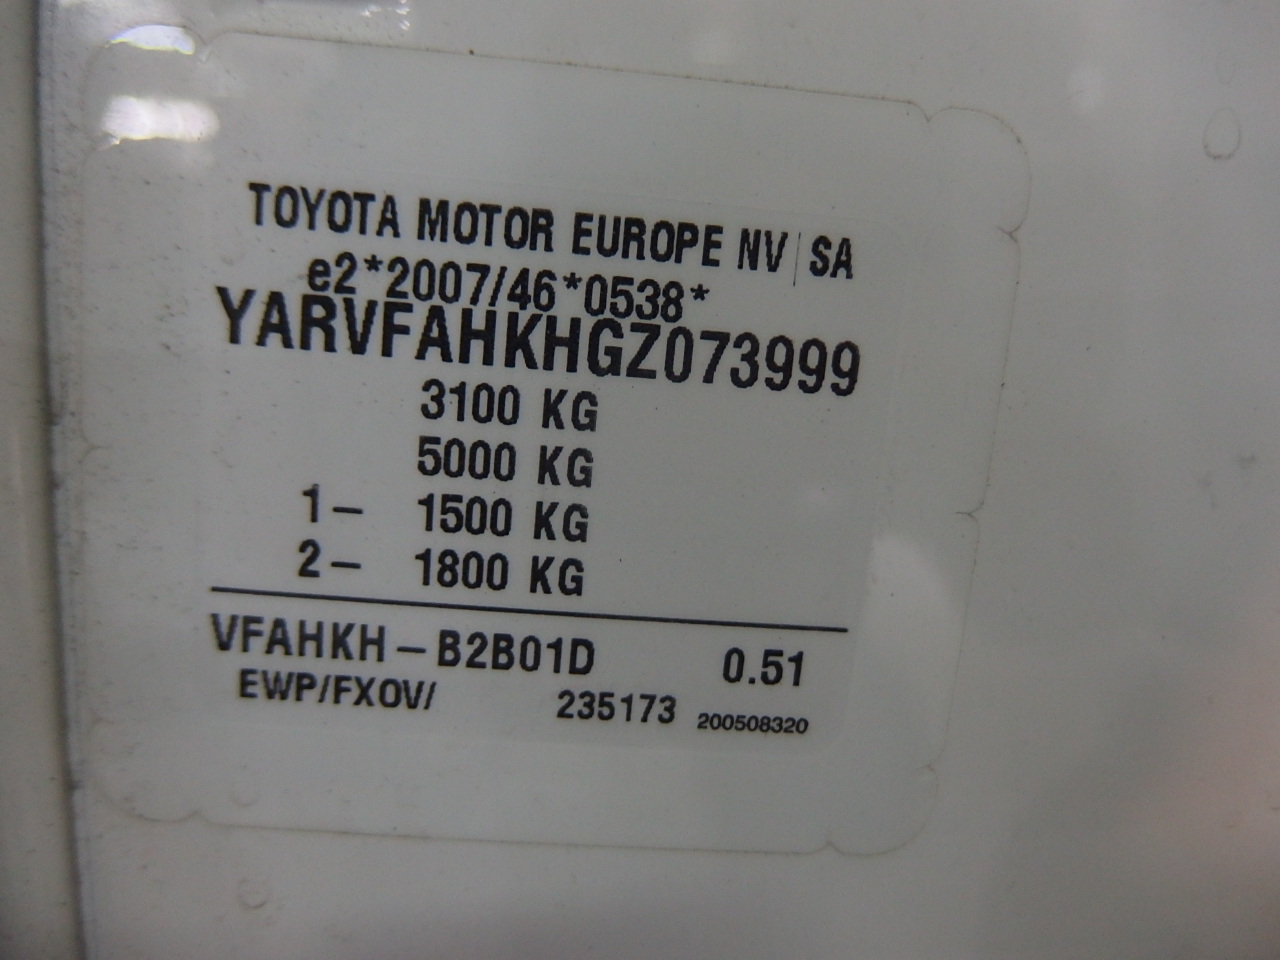 TOYOTA MOTOR EUROPE NV|SA
e2*2007/46*0538*
YARVFAHKHGZ073999
3100 KG
5000 KG
1- 1500 KG
2- 1800 KG
VFAHKH-B2B01D 0.51
EWP/FXOV/ 235173 200508320